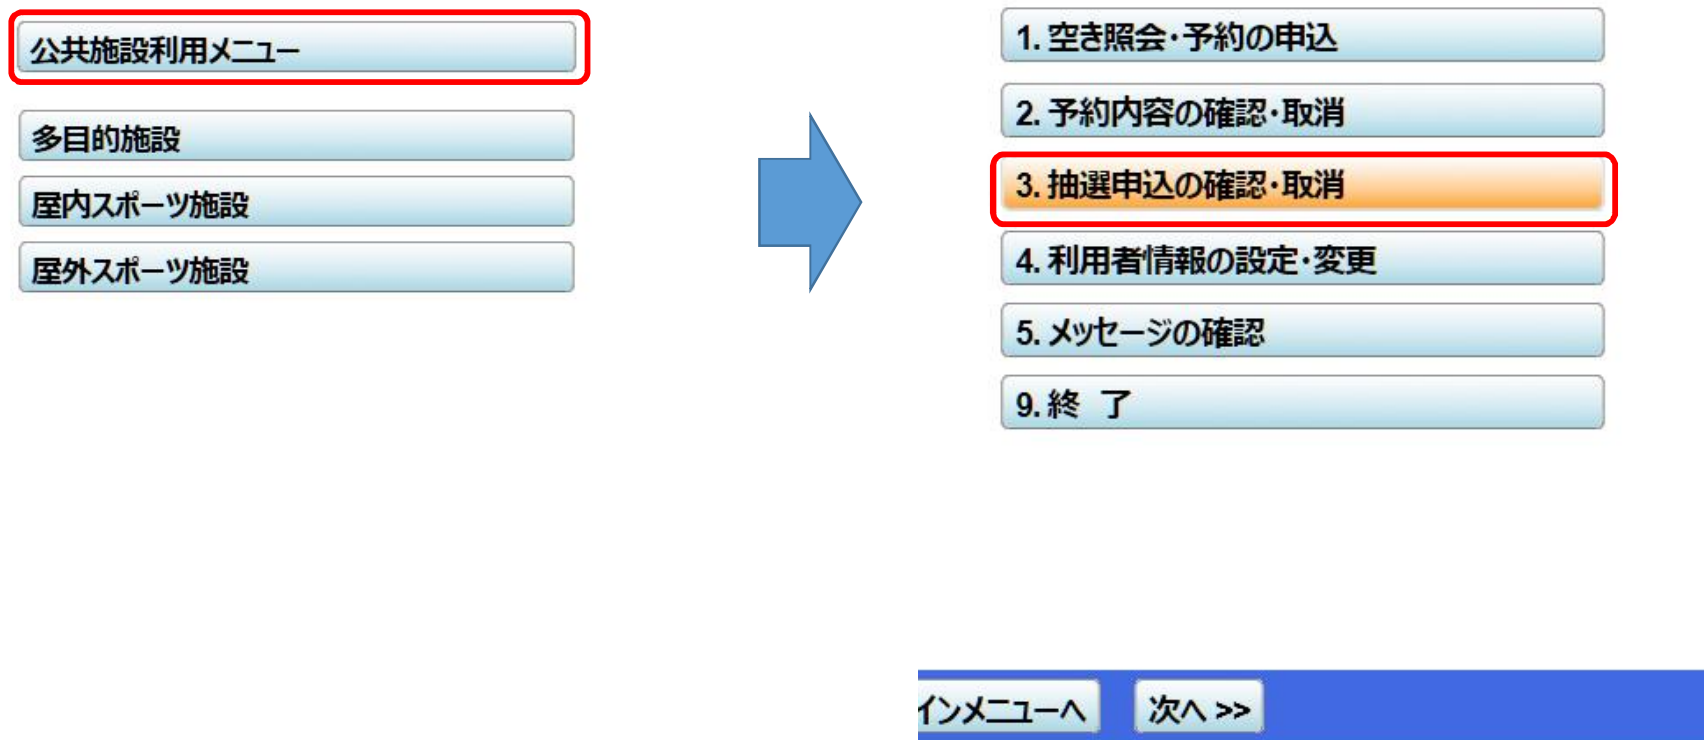 公共施設利用メニュー
多目的施設
屋内スポーツ施設
屋外スポーツ施設
1. 空き照会・予約の申込
2. 予約内容の確認・取消
3. 抽選申込の確認・取消
4. 利用者情報の設定・変更
5. メッセージの確認
9. 終　了
インメニューへ
次へ >>